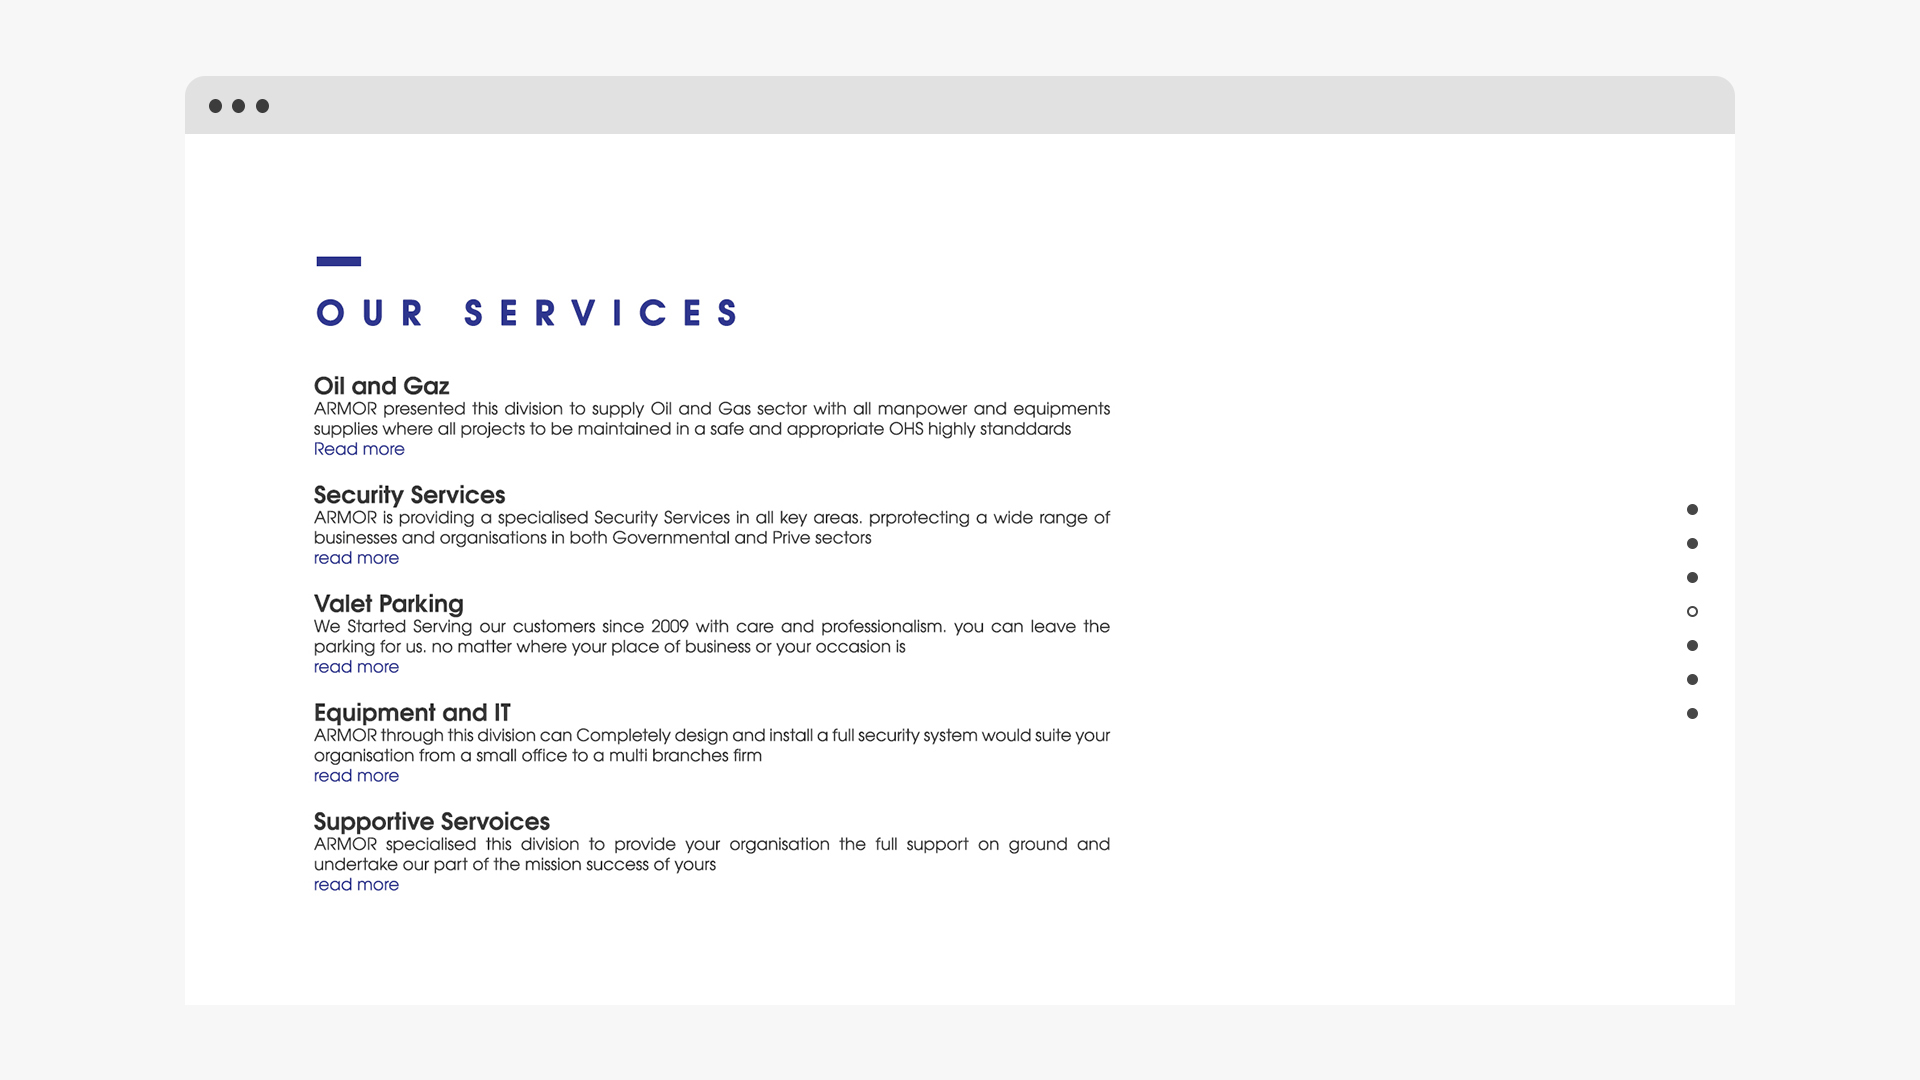 OUR SERVICES
Oil and Gaz
ARMOR presented this division to supply Oil and Gas sector with all manpower and equipments
supplies where all projects to be maintained in a safe and appropriate OHS highly standdards
Read more
Security Services
ARMOR is providing a specialised Security Services in all key areas. prprotecting a wide range of
businesses and organisations in both Governmental and Prive sectors
read more
Valet Parking
We Started Serving our customers since 2009 with care and professionalism. you can leave the
parking for us. no matter where your place of business or your occasion is
read more
Equipment and IT
ARMOR through this division can Completely design and install a full security system would suite your
organisation from a small office to a multi branches firm
read more
Supportive Servoices
ARMOR specialised this division to provide your organisation the full support on ground and
undertake our part of the mission success of yours
read more